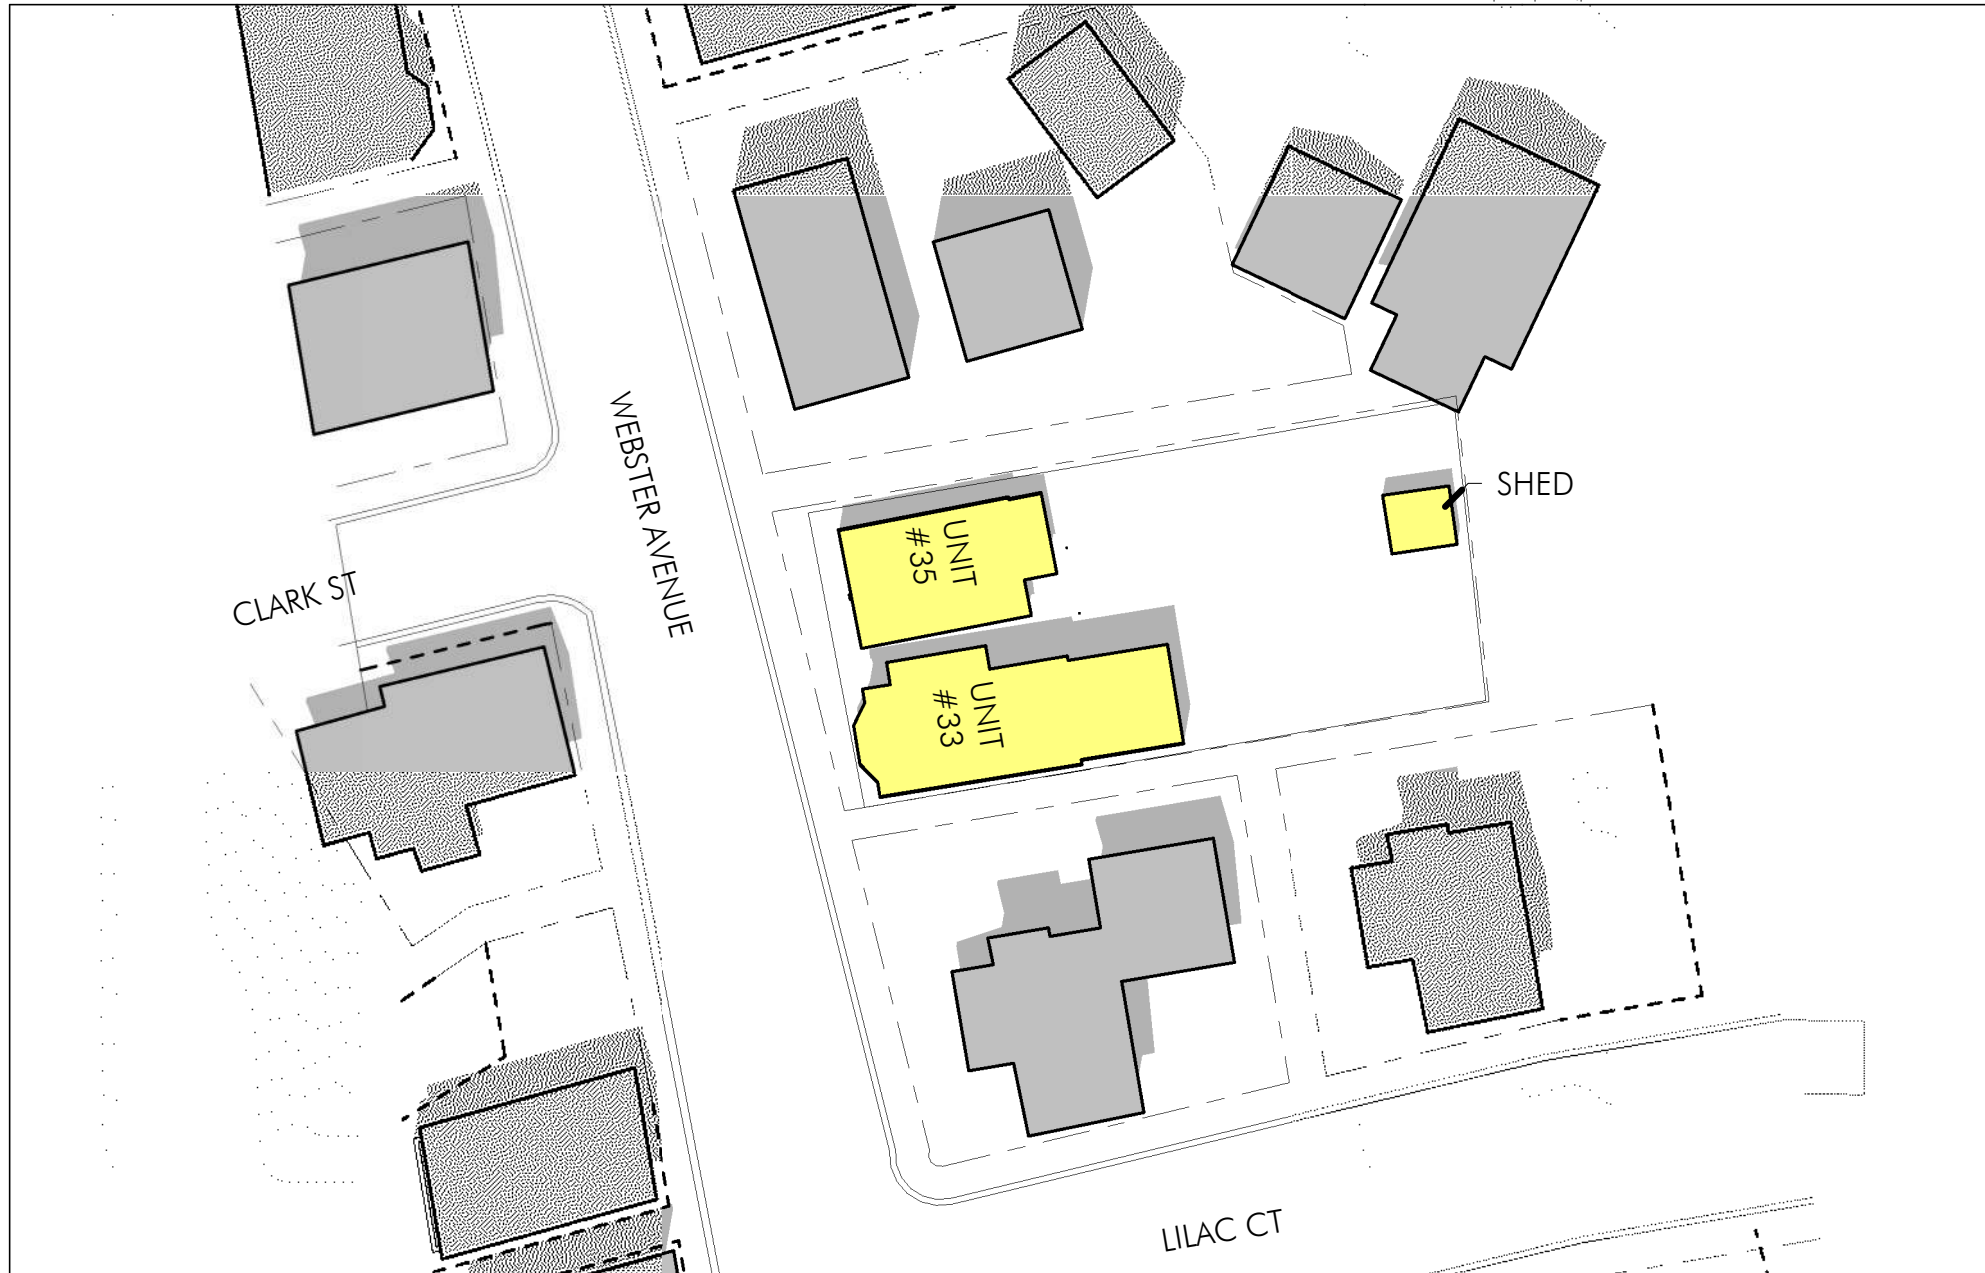 WEBSTER AVENUE
SHED
UNIT
#35
CLARK ST
UNIT
#33
LILAC CT